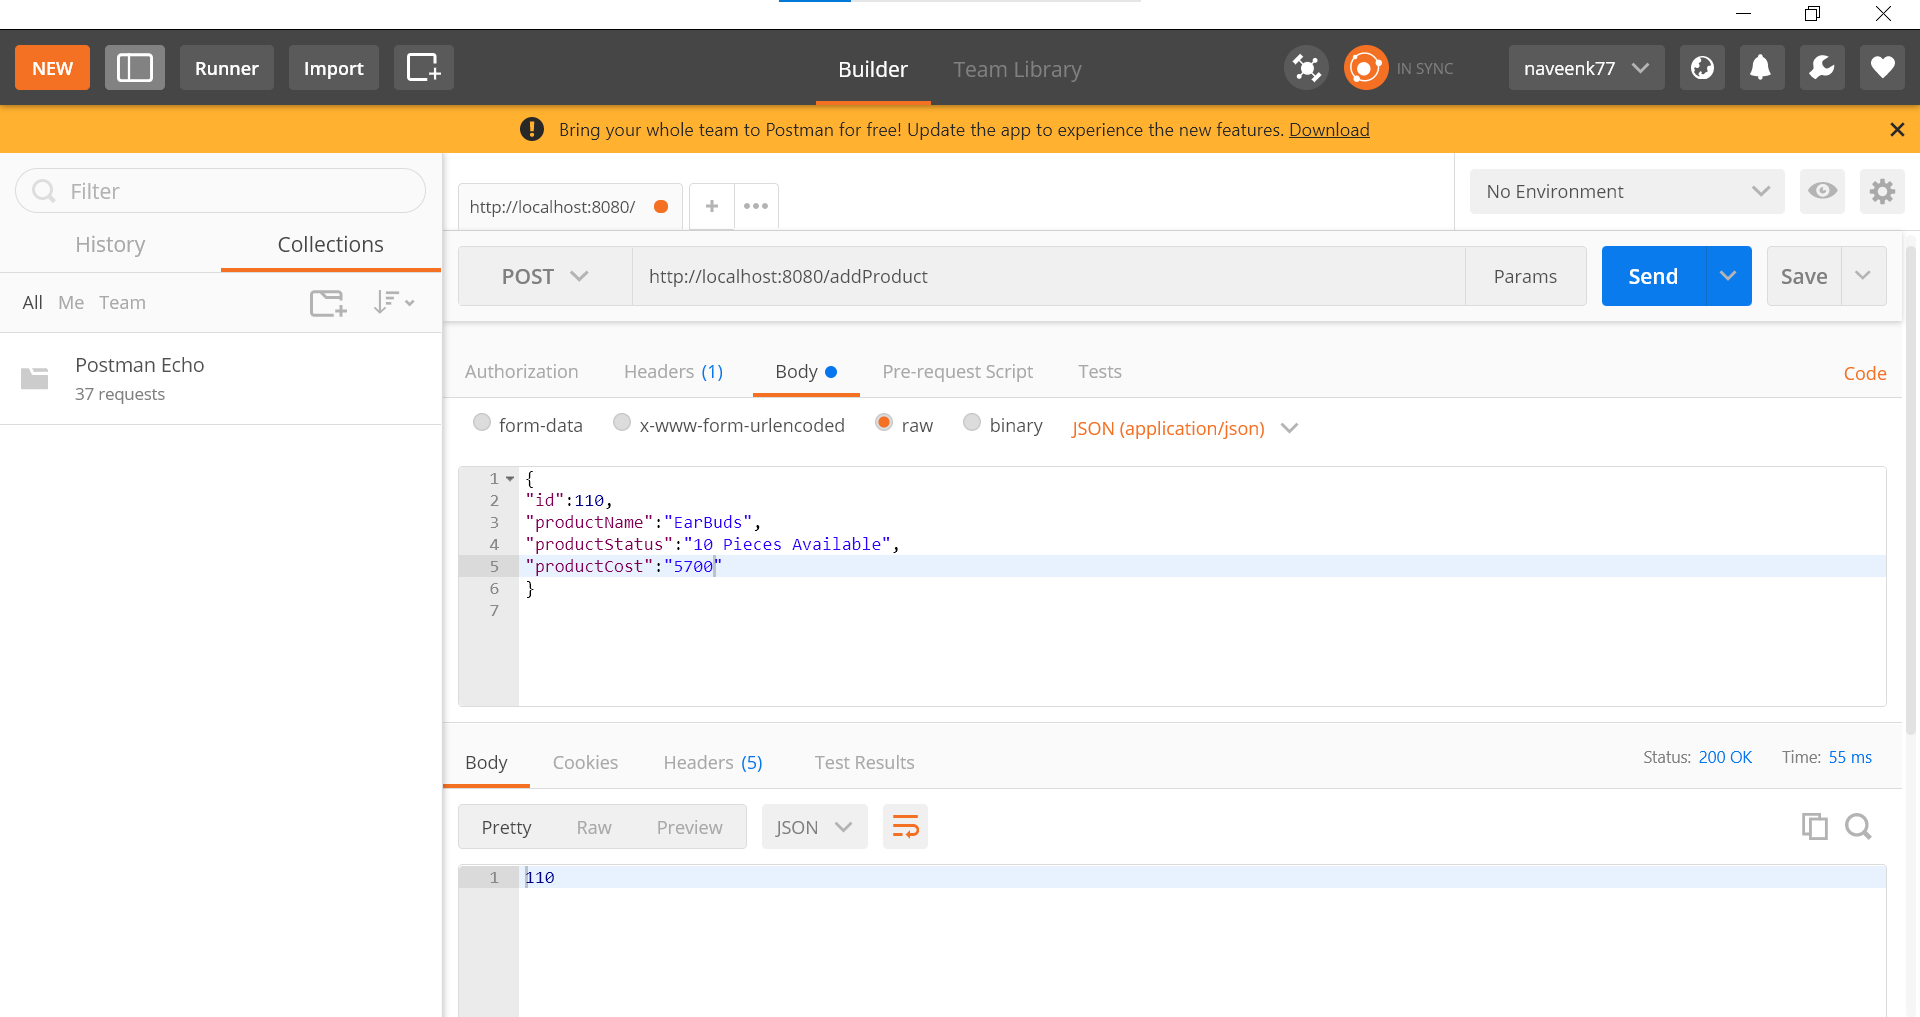 NEW Runner Import Builder Team Library IN SYNC naveenk77
Bring your whole team to Postman for free! Update the app to experience the new features. Download
Filter
http://localhost:8080/ No Environment
History Collections
POST http://localhost:8080/addProduct Params Send Save
All Me Team
Postman Echo
37 requests
Authorization Headers (1) Body Pre-request Script Tests Code
form-data x-www-form-urlencoded raw binary JSON (application/json)
1 {
2 "id":110,
3 "productName":"EarBuds",
4 "productStatus":"10 Pieces Available",
5 "productCost":"5700"
6 }
7
Body Cookies Headers (5) Test Results Status: 200 OK Time: 55 ms
Pretty Raw Preview JSON
1 110